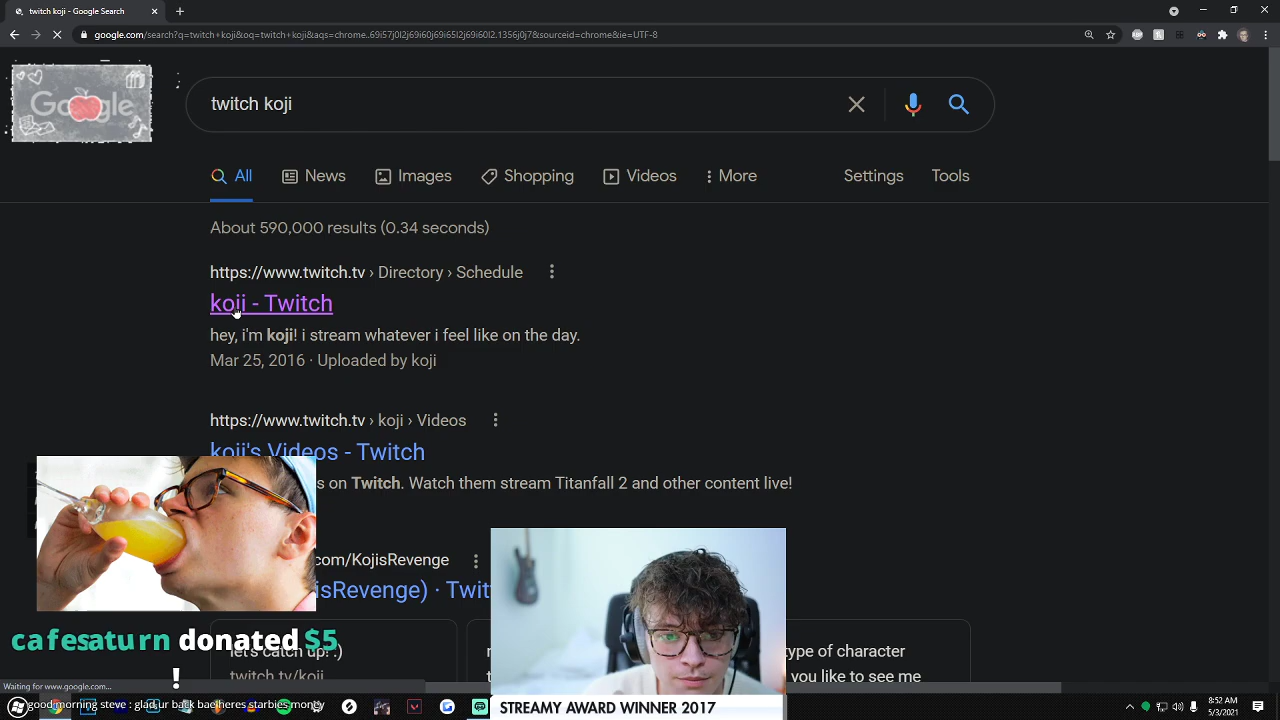 twitch koji - Google Search
google.com/search?q=twitch+koji&oq=twitch+koji&aqs=chrome..69i57j0l2j69i60j69i65l2j69i60l2.1356j0j7&sourceid=chrome&ie=UTF-8
Google
twitch koji
All
News
Images
Shopping
Videos
More
Settings
Tools
About 590,000 results (0.34 seconds)
https://www.twitch.tv › Directory › Schedule
koji - Twitch
hey, i'm koji! i stream whatever i feel like on the day.
Mar 25, 2016 · Uploaded by koji
https://www.twitch.tv › koji › Videos
koji's Videos - Twitch
s on Twitch. Watch them stream Titanfall 2 and other content live!
com/KojisRevenge
isRevenge) · Twit
let's catch up! :)
twitch.tv/koji
type of character
you like to see me
cafesaturn donated $5
!
good morning steve : glad ur back bae heres starbies mony
Waiting for www.google.com...
STREAMY AWARD WINNER 2017
8:52 AM
5/3/2021